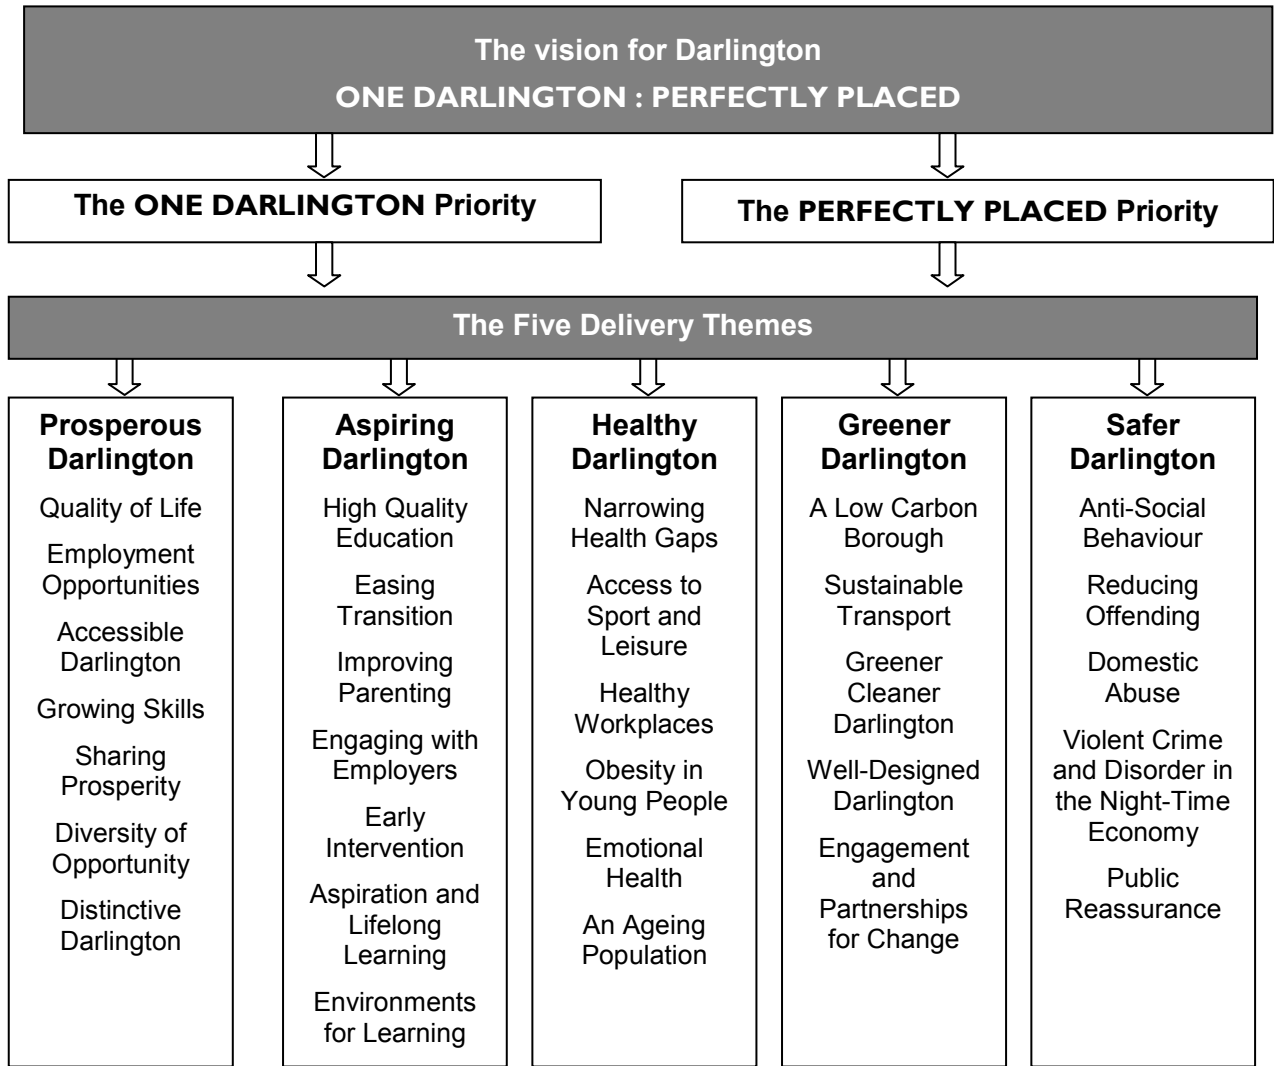 The vision for Darlington
ONE DARLINGTON : PERFECTLY PLACED
The ONE DARLINGTON Priority
The PERFECTLY PLACED Priority
The Five Delivery Themes
Prosperous
Darlington
Quality of Life
Employment
Opportunities
Accessible
Darlington
Growing Skills
Sharing
Prosperity
Diversity of
Opportunity
Distinctive
Darlington
Aspiring
Darlington
High Quality
Education
Easing
Transition
Improving
Parenting
Engaging with
Employers
Early
Intervention
Aspiration and
Lifelong
Learning
Environments
for Learning
Healthy
Darlington
Narrowing
Health Gaps
Access to
Sport and
Leisure
Healthy
Workplaces
Obesity in
Young People
Emotional
Health
An Ageing
Population
Greener
Darlington
A Low Carbon
Borough
Sustainable
Transport
Greener
Cleaner
Darlington
Well-Designed
Darlington
Engagement
and
Partnerships
for Change
Safer
Darlington
Anti-Social
Behaviour
Reducing
Offending
Domestic
Abuse
Violent Crime
and Disorder in
the Night-Time
Economy
Public
Reassurance